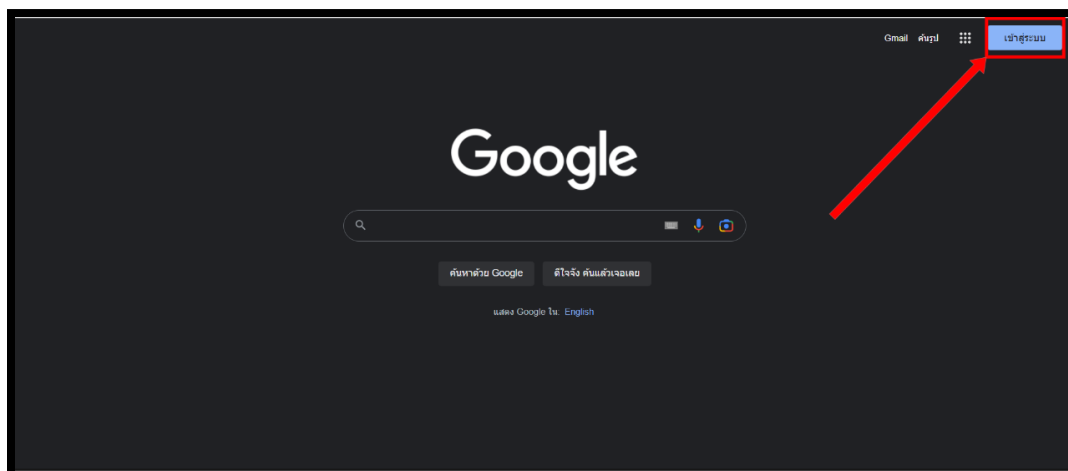 Gmail ค้นรูป เข้าสู่ระบบ
Google
ค้นหาด้วย Google ดีใจจัง ค้นแล้วเจอเลย
แสดง Google ใน: English